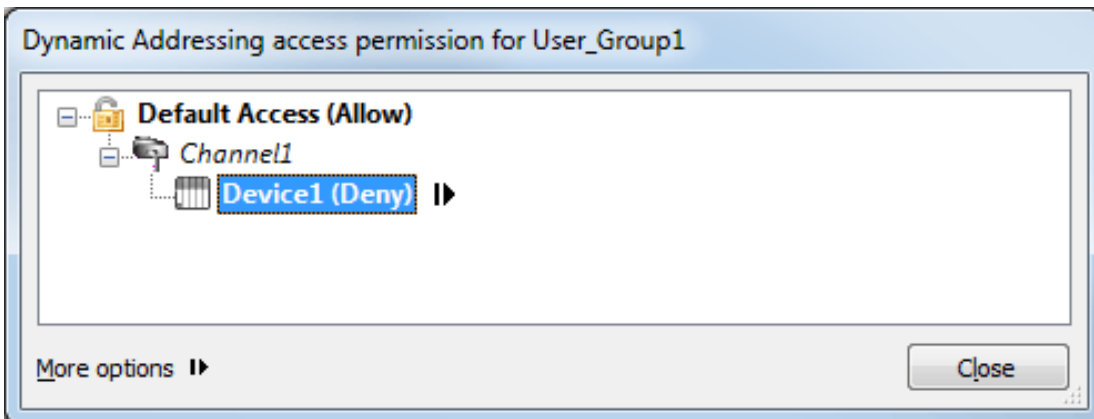 Dynamic Addressing access permission for User_Group1
Default Access (Allow)
Channel1
Device1 (Deny)
More options
Close